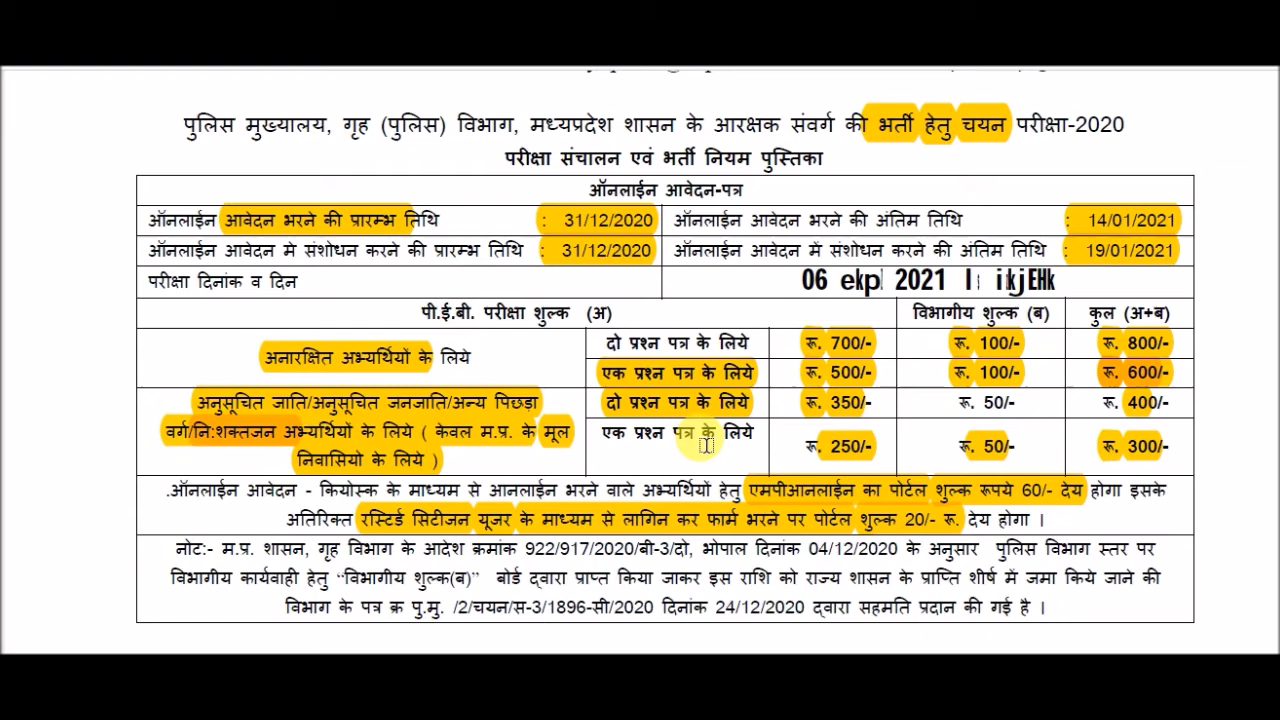 पुलिस मुख्यालय, गृह (पुलिस) विभाग, मध्यप्रदेश शासन के आरक्षक संवर्ग की भर्ती हेतु चयन परीक्षा-2020
परीक्षा संचालन एवं भर्ती नियम पुस्तिका
ऑनलाईन आवेदन-पत्र
ऑनलाईन आवेदन भरने की प्रारम्भ तिथि : 31/12/2020 ऑनलाईन आवेदन भरने की अंतिम तिथि : 14/01/2021
ऑनलाईन आवेदन मे संशोधन करने की प्रारम्भ तिथि : 31/12/2020 ऑनलाईन आवेदन में संशोधन करने की अंतिम तिथि : 19/01/2021
परीक्षा दिनांक व दिन 06 ekp 2021
पी.ई.बी. परीक्षा शुल्क (अ) विभागीय शुल्क (ब) कुल (अ+ब)
अनारक्षित अभ्यर्थियों के लिये दो प्रश्न पत्र के लिये रू. 700/- रू. 100/- रू. 800/-
एक प्रश्न पत्र के लिये रू. 500/- रू. 100/- रू. 600/-
अनुसूचित जाति/अनुसूचित जनजाति/अन्य पिछड़ा दो प्रश्न पत्र के लिये रू. 350/- रू. 50/- रू. 400/-
वर्ग/नि:शक्तजन अभ्यर्थियों के लिये ( केवल म.प्र. के मूल एक प्रश्न पत्र के लिये रू. 250/- रू. 50/- रू. 300/-
निवासियो के लिये )
.ऑनलाईन आवेदन - कियोस्क के माध्यम से आनलाईन भरने वाले अभ्यर्थियों हेतु एमपीआनलाईन का पोर्टल शुल्क रूपये 60/- देय होगा इसके
अतिरिक्त रस्टिर्ड सिटीजन यूजर के माध्यम से लागिन कर फार्म भरने पर पोर्टल शुल्क 20/- रू. देय होगा ।
नोट:- म.प्र. शासन, गृह विभाग के आदेश क्रमांक 922/917/2020/बी-3/दो, भोपाल दिनांक 04/12/2020 के अनुसार पुलिस विभाग स्तर पर
विभागीय कार्यवाही हेतु “विभागीय शुल्क(ब)” बोर्ड द्वारा प्राप्त किया जाकर इस राशि को राज्य शासन के प्राप्ति शीर्ष में जमा किये जाने की
विभाग के पत्र क्र पु.मु. /2/चयन/स-3/1896-सी/2020 दिनांक 24/12/2020 द्वारा सहमति प्रदान की गई है ।